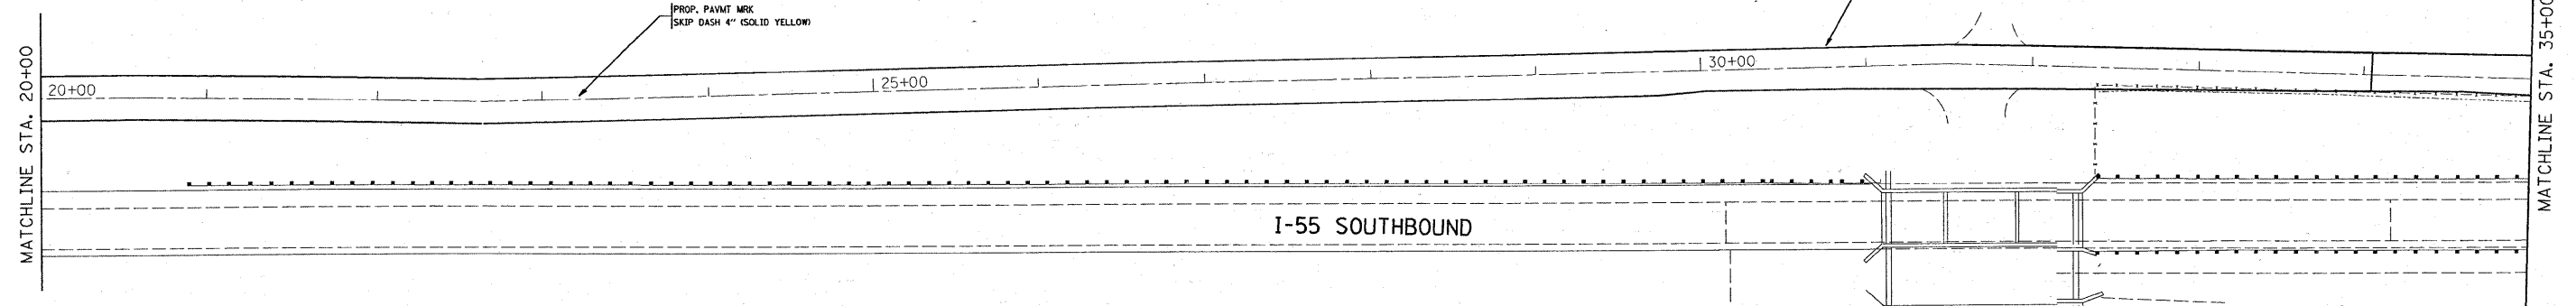 PROP. PAVMT MRK
SKIP DASH 4" (SOLID YELLOW)
MATCHLINE STA. 20+00
20+00
25+00
30+00
MATCHLINE STA. 35+00
I-55 SOUTHBOUND